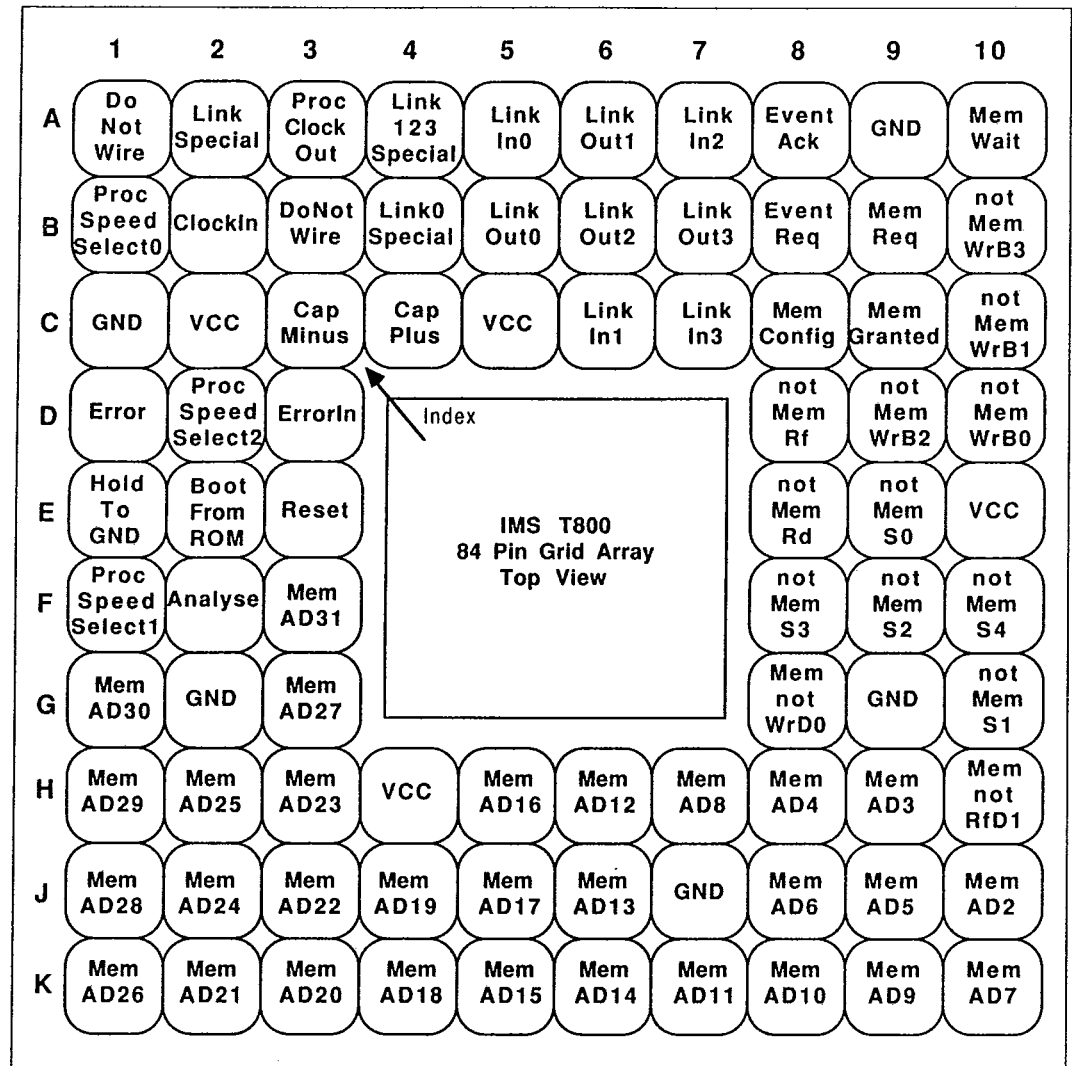 1 2 3 4 5 6 7 8 9 10
A
Do Not Wire
Link Special
Proc Clock Out
Link 123 Special
Link In0
Link Out1
Link In2
Event Ack
GND
Mem Wait
B
Proc Speed Select0
ClockIn
DoNot Wire
Link0 Special
Link Out0
Link Out2
Link Out3
Event Req
Mem Req
not Mem WrB3
C
GND
VCC
Cap Minus
Cap Plus
VCC
Link In1
Link In3
Mem Config
Mem Granted
not Mem WrB1
D
Error
Proc Speed Select2
ErrorIn
Index
not Mem Rf
not Mem WrB2
not Mem WrB0
E
Hold To GND
Boot From ROM
Reset
IMS T800
84 Pin Grid Array
Top View
not Mem Rd
not Mem S0
VCC
F
Proc Speed Select1
Analyse
Mem AD31
not Mem S3
not Mem S2
not Mem S4
G
Mem AD30
GND
Mem AD27
Mem not WrD0
GND
not Mem S1
H
Mem AD29
Mem AD25
Mem AD23
VCC
Mem AD16
Mem AD12
Mem AD8
Mem AD4
Mem AD3
Mem not RfD1
J
Mem AD28
Mem AD24
Mem AD22
Mem AD19
Mem AD17
Mem AD13
GND
Mem AD6
Mem AD5
Mem AD2
K
Mem AD26
Mem AD21
Mem AD20
Mem AD18
Mem AD15
Mem AD14
Mem AD11
Mem AD10
Mem AD9
Mem AD7